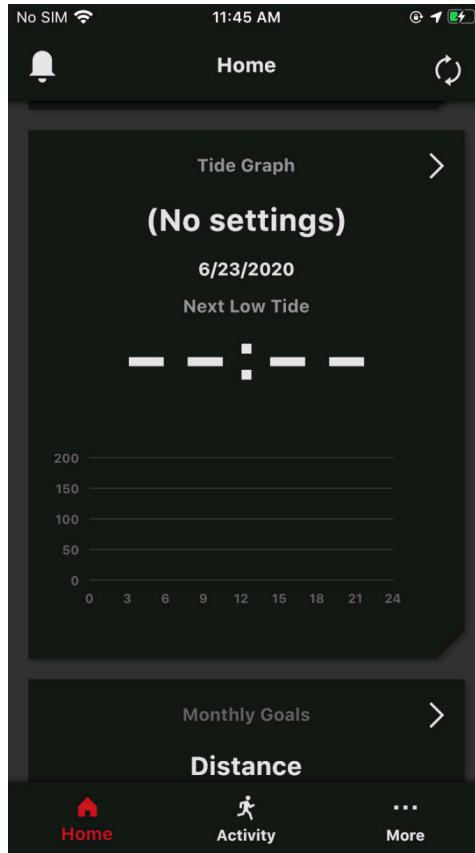 No SIM 11:45 AM
Home
Tide Graph
(No settings)
6/23/2020
Next Low Tide
--:--
200
150
100
50
0
0 3 6 9 12 15 18 21 24
Monthly Goals
Distance
Home Activity More